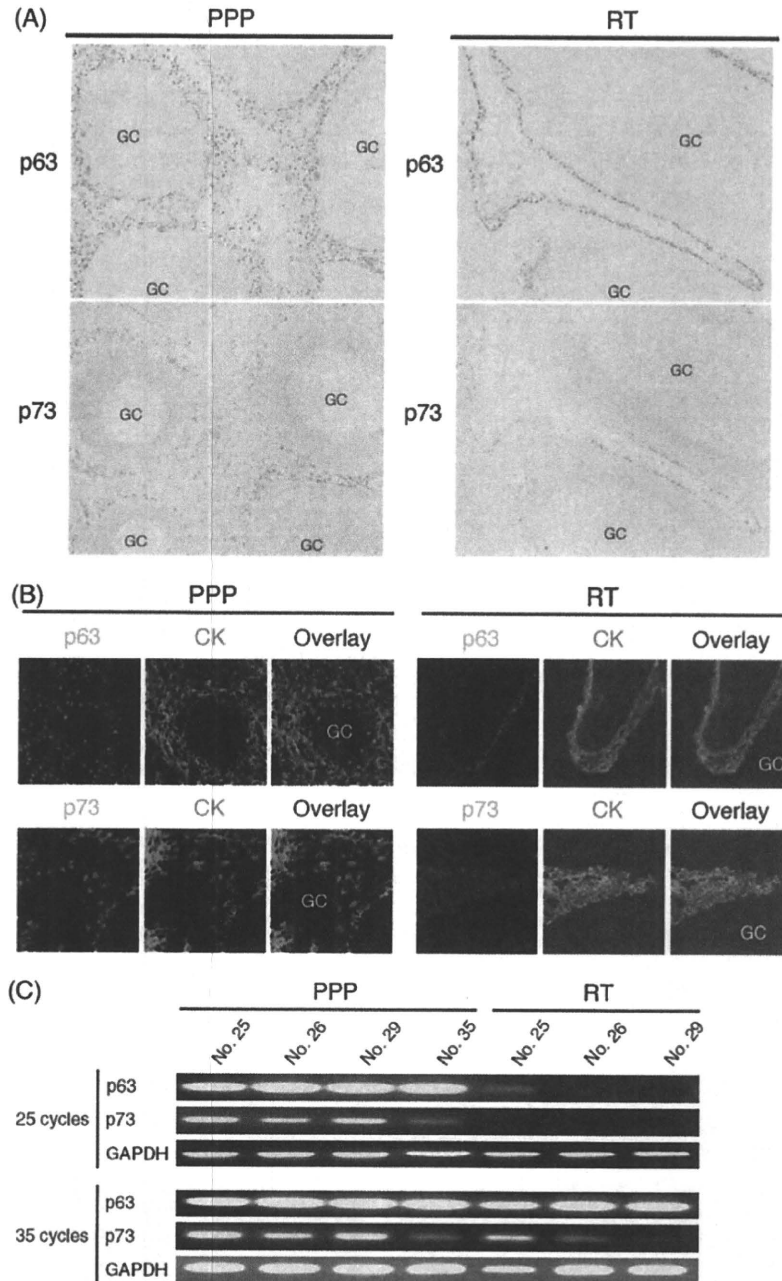 (A)
PPP RT
p63 GC GC GC p63 GC GC
p73 GC GC GC GC p73 GC GC
(B)
PPP RT
p63 CK Overlay p63 CK Overlay
GC GC
p73 CK Overlay p73 CK Overlay
GC GC
(C)
PPP RT
No. 25 No. 26 No. 29 No. 35 No. 25 No. 26 No. 29
25 cycles
p63
p73
GAPDH
35 cycles
p63
p73
GAPDH